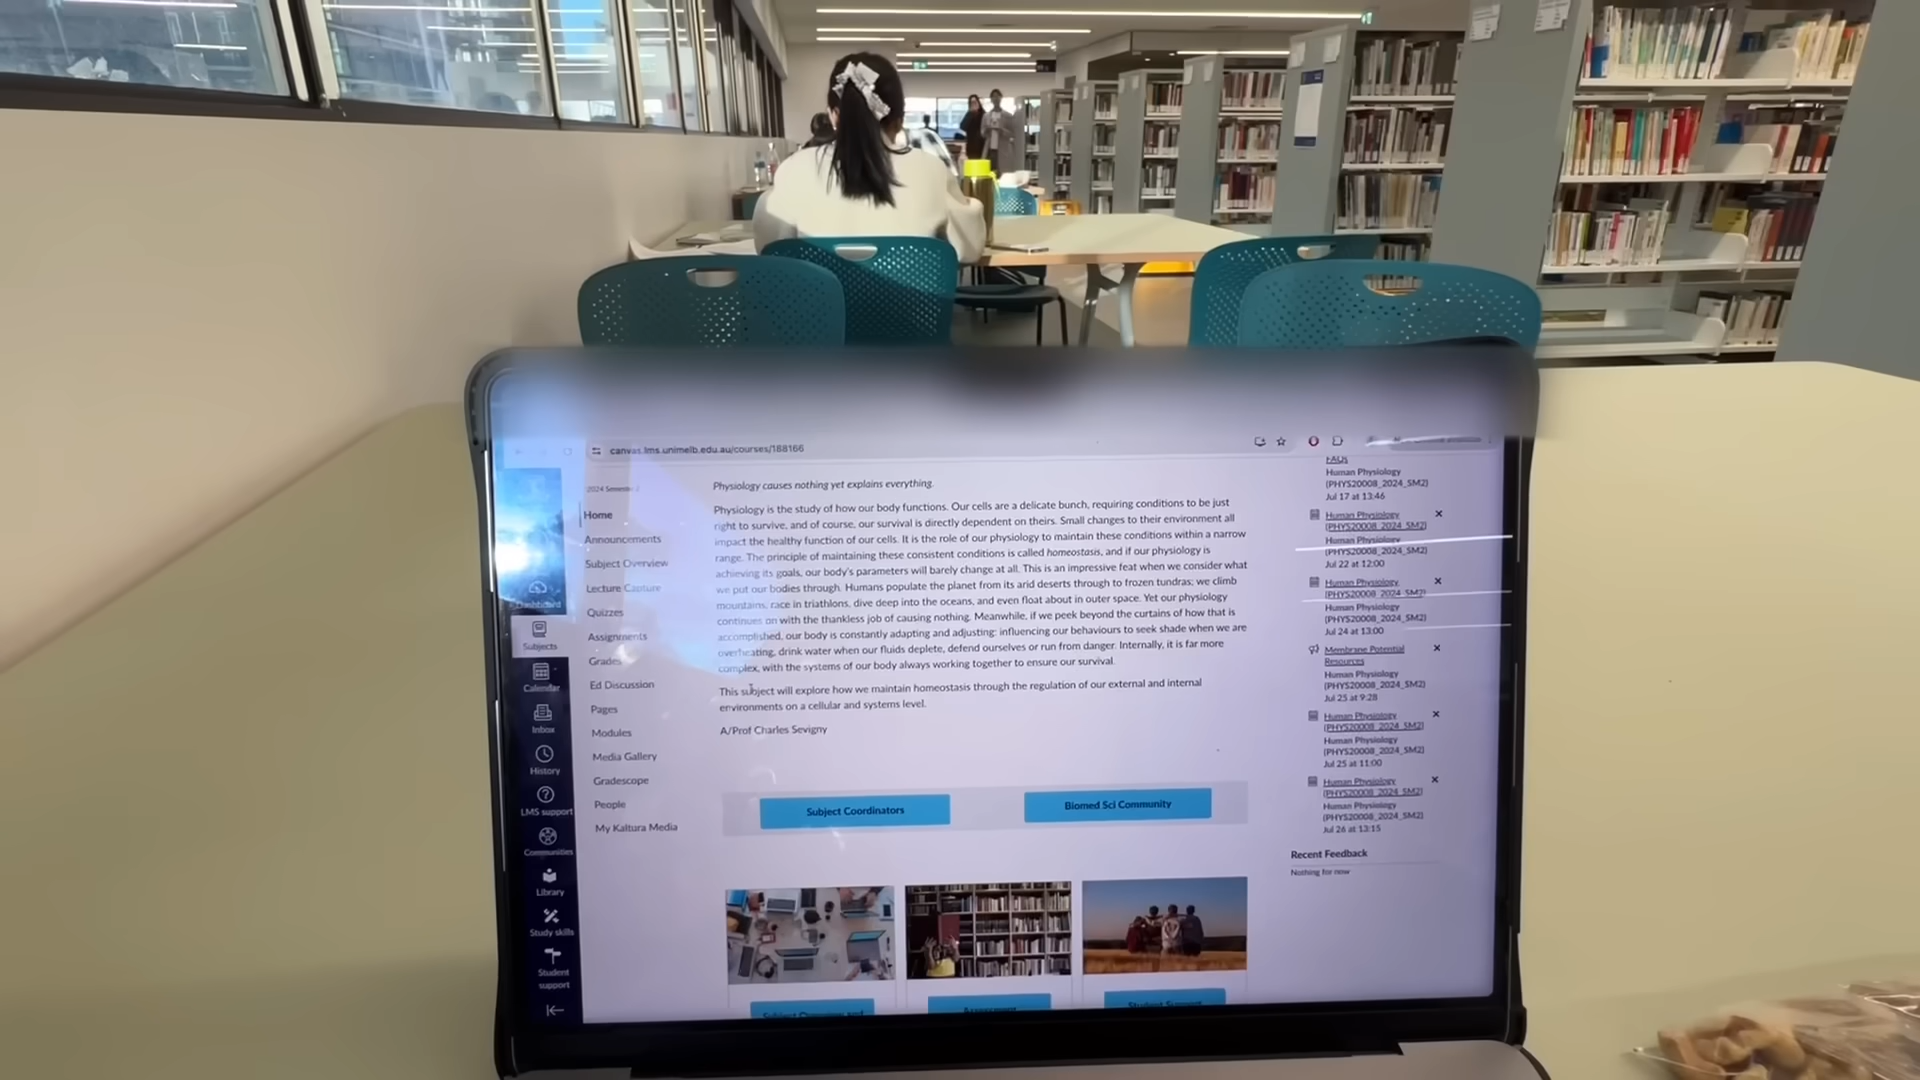 canvas.lms.unimelb.edu.au/courses/188166
2024 Semester 2
Home
Announcements
Subject Overview
Lecture Capture
Quizzes
Assignments
Grades
Ed Discussion
Pages
Modules
Media Gallery
Gradescope
People
My Kaltura Media
Dashboard
Subjects
Calendar
Inbox
History
LMS support
Communities
Library
Study skills
Student
support
Physiology causes nothing yet explains everything.
Physiology is the study of how our body functions. Our cells are a delicate bunch, requiring conditions to be just
right to survive, and of course, our survival is directly dependent on theirs. Small changes to their environment all
impact the healthy function of our cells. It is the role of our physiology to maintain these conditions within a narrow
range. The principle of maintaining these consistent conditions is called homeostasis, and if our physiology is
achieving its goals, our body's parameters will barely change at all. This is an impressive feat when we consider what
we put our bodies through. Humans populate the planet from its arid deserts through to frozen tundras; we climb
mountains, race in triathlons, dive deep into the oceans, and even float about in outer space. Yet our physiology
continues on with the thankless job of causing nothing. Meanwhile, if we peek beyond the curtains of how that is
accomplished, our body is constantly adapting and adjusting: influencing our behaviours to seek shade when we are
overheating, drink water when our fluids deplete, defend ourselves or run from danger. Internally, it is far more
complex, with the systems of our body always working together to ensure our survival.
This subject will explore how we maintain homeostasis through the regulation of our external and internal
environments on a cellular and systems level.
A/Prof Charles Sevigny
Subject Coordinators
Biomed Sci Community
Subject Overview and
Assessment
Student Support
FAQs
Human Physiology
(PHYS20008_2024_SM2)
Jul 17 at 13:46
Human Physiology
(PHYS20008_2024_SM2)
Human Physiology
(PHYS20008_2024_SM2)
Jul 22 at 12:00
Human Physiology
(PHYS20008_2024_SM2)
Human Physiology
(PHYS20008_2024_SM2)
Jul 24 at 13:00
Membrane Potential
Resources
Human Physiology
(PHYS20008_2024_SM2)
Jul 25 at 9:28
Human Physiology
(PHYS20008_2024_SM2)
Human Physiology
(PHYS20008_2024_SM2)
Jul 25 at 11:00
Human Physiology
(PHYS20008_2024_SM2)
Human Physiology
(PHYS20008_2024_SM2)
Jul 26 at 13:15
Recent Feedback
Nothing for now